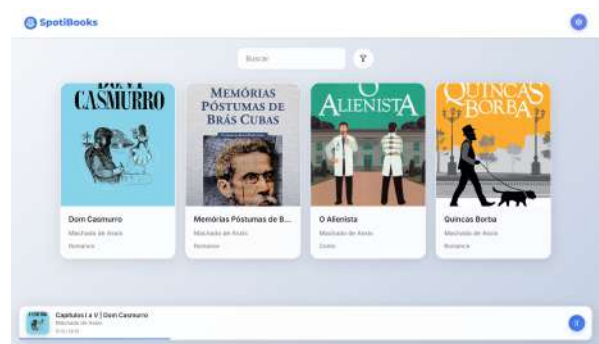 SpotiBooks
Buscar
DOM
CASMURRO
MEMÓRIAS
PÓSTUMAS DE
BRÁS CUBAS
O
ALIENISTA
QUINCAS
BORBA
Dom Casmurro
Machado de Assis
Romance
Memórias Póstumas de B...
Machado de Assis
Romance
O Alienista
Machado de Assis
Conto
Quincas Borba
Machado de Assis
Romance
Capítulos I a V | Dom Casmurro
Machado de Assis